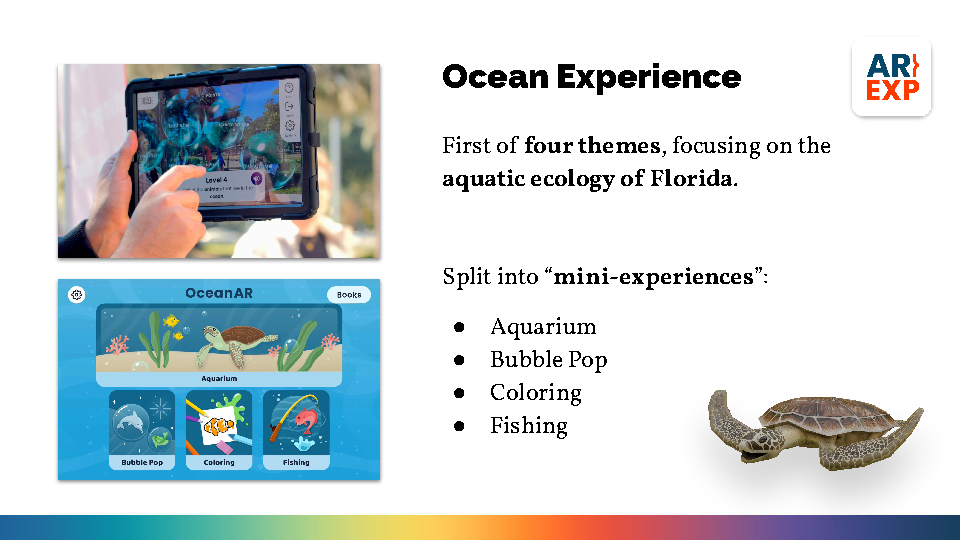 Ocean Experience
AR}
EXP
First of four themes, focusing on the
aquatic ecology of Florida.
Split into “mini-experiences”:
● Aquarium
● Bubble Pop
● Coloring
● Fishing
Level 4
ocean.
OceanAR
Books
Aquarium
Bubble Pop
Coloring
Fishing